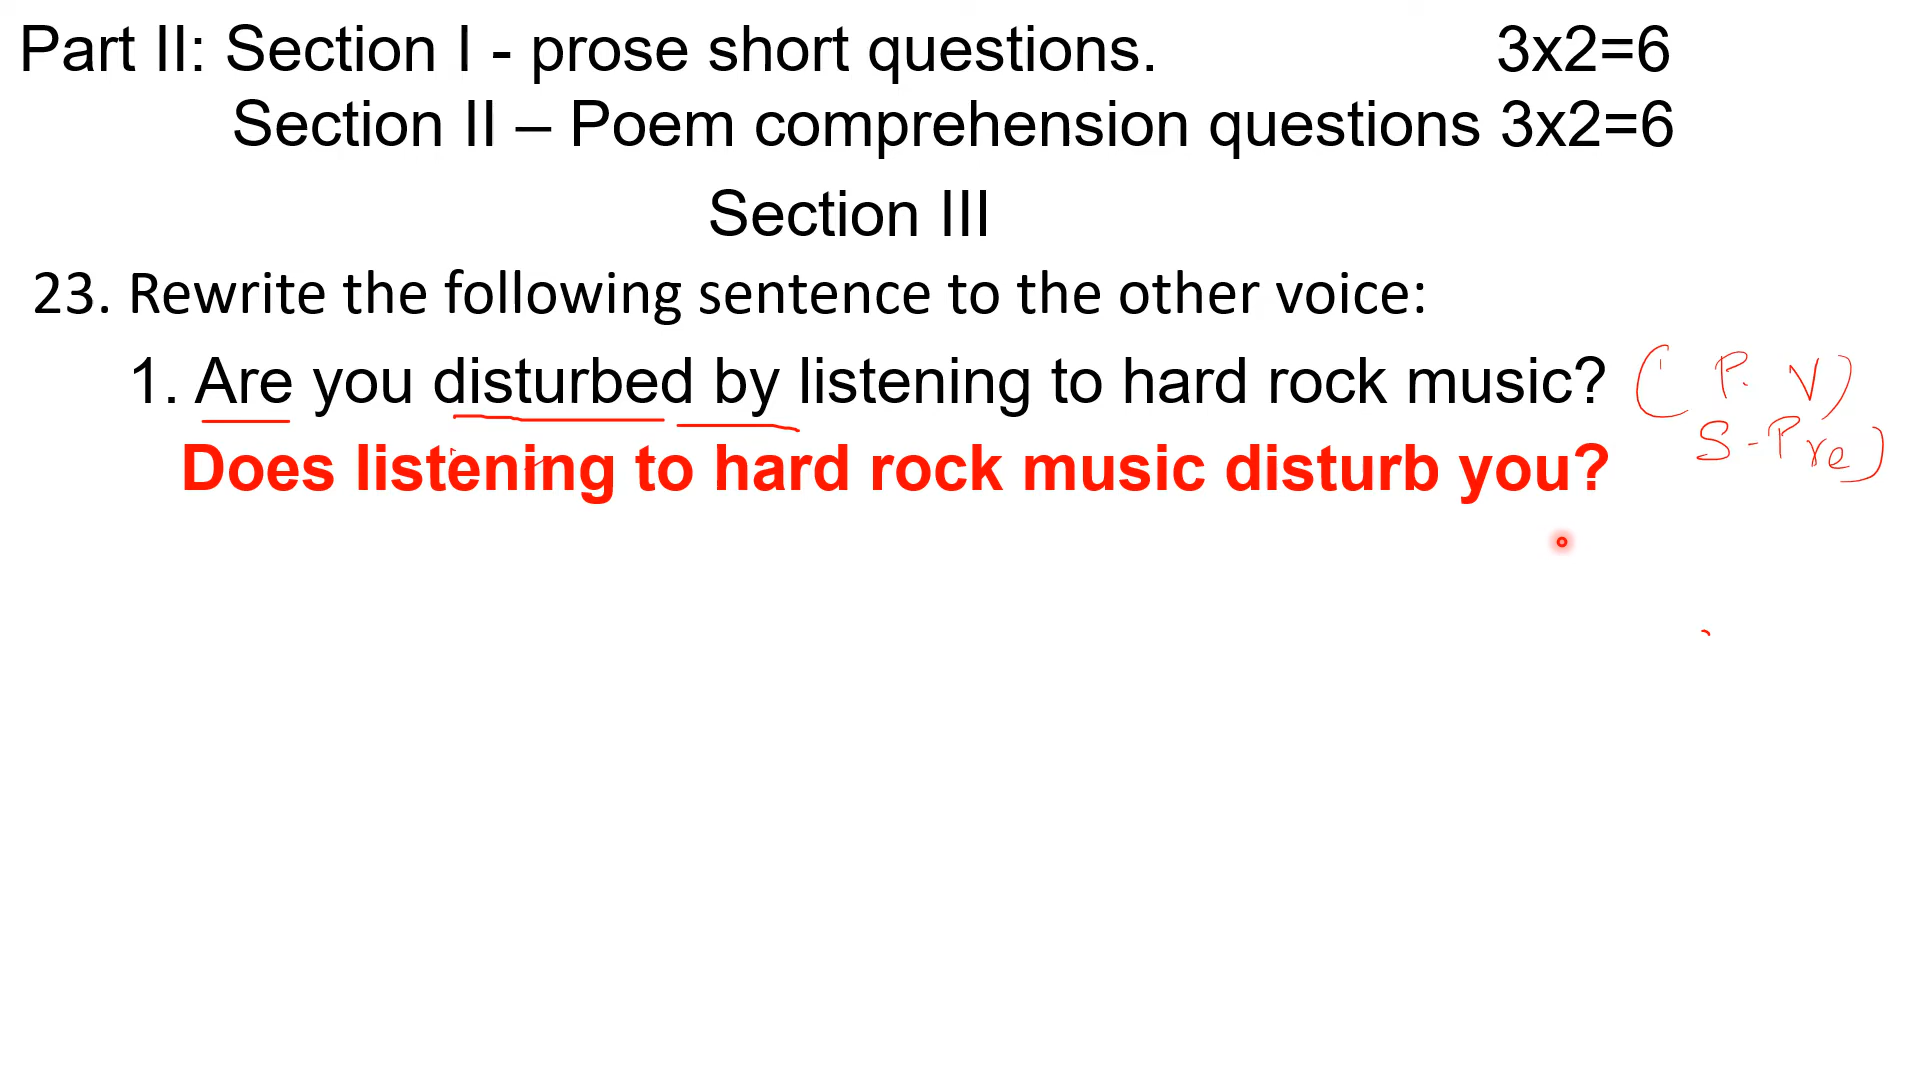 Part II: Section I - prose short questions. 3x2=6
Section II – Poem comprehension questions 3x2=6
Section III
23. Rewrite the following sentence to the other voice:
1. Are you disturbed by listening to hard rock music? ( P. V)
S - Pre)
Does listening to hard rock music disturb you?